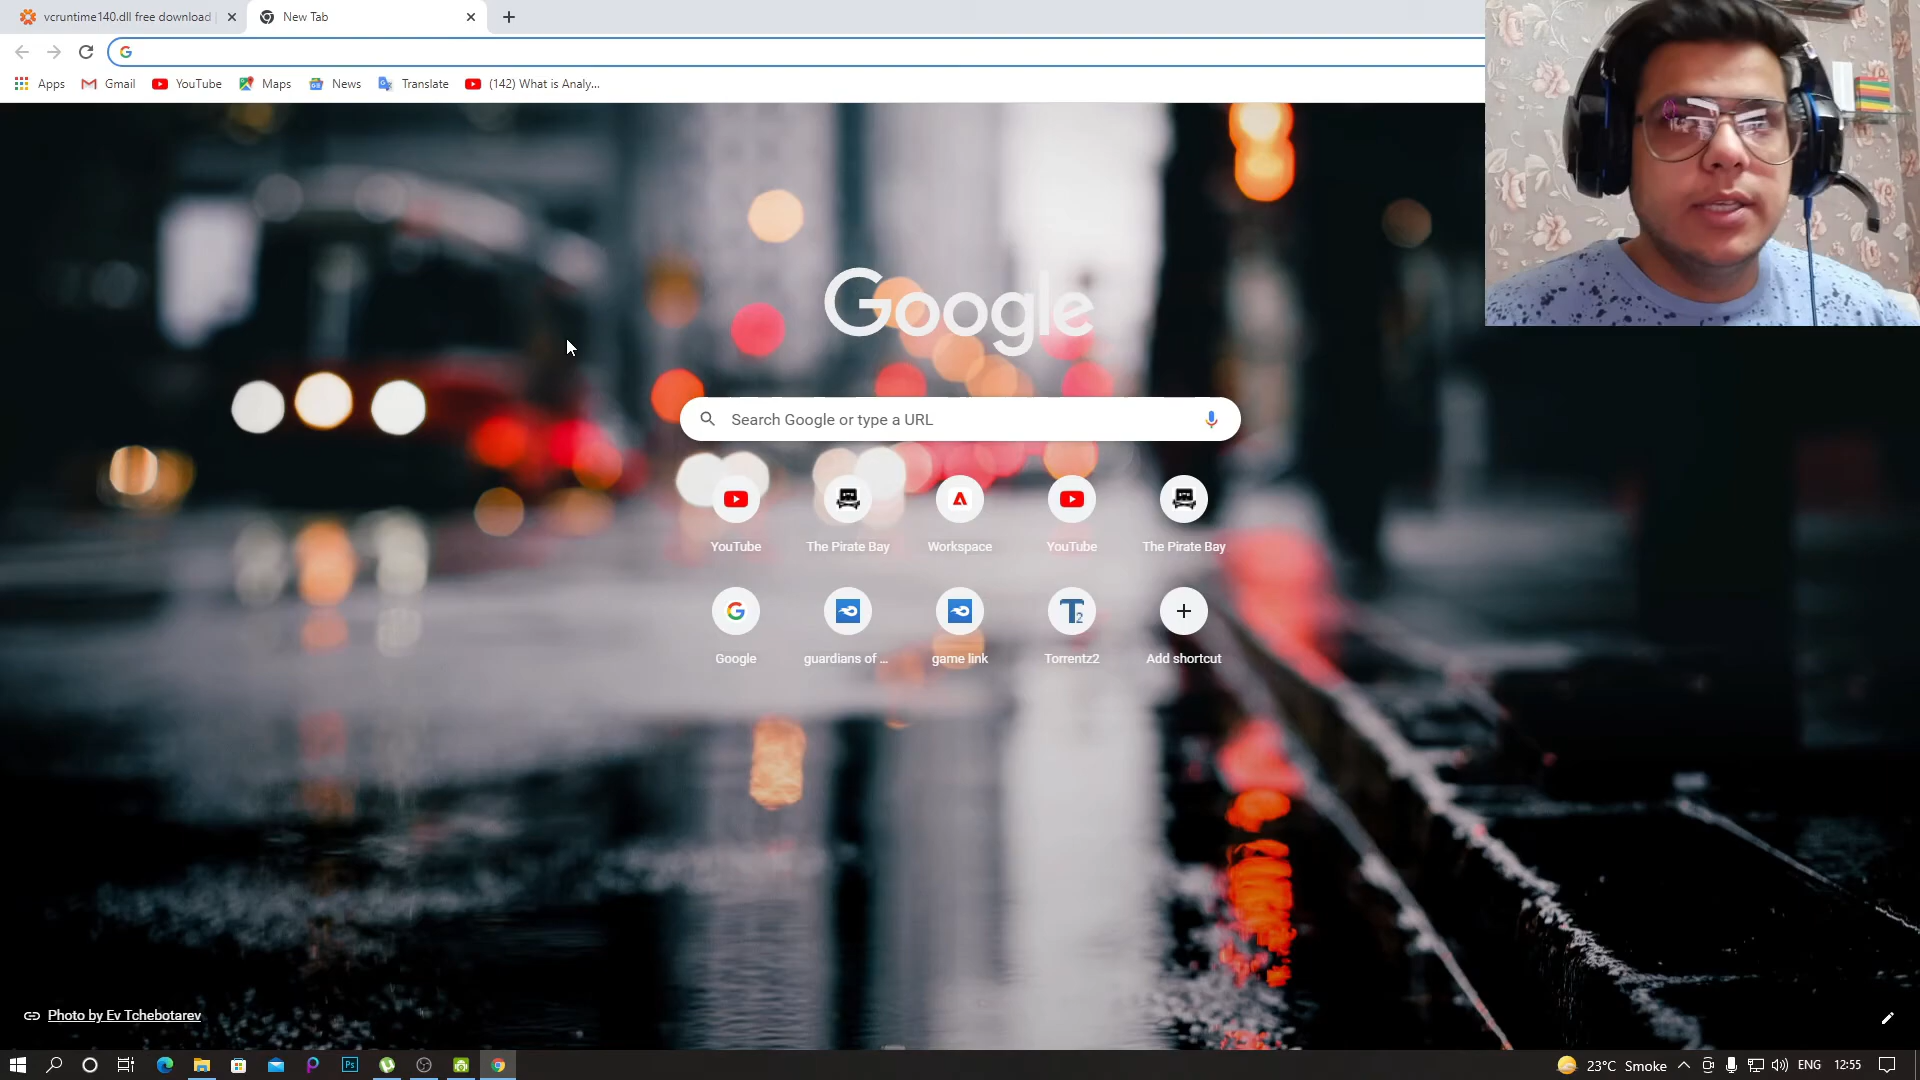 vcruntime140.dll free download
New Tab
Apps
Gmail
YouTube
Maps
News
Translate
(142) What is Analy...
Google
Search Google or type a URL
YouTube
The Pirate Bay
Workspace
YouTube
The Pirate Bay
Google
guardians of ...
game link
Torrentz2
Add shortcut
Photo by Ev Tchebotarev
23°C Smoke
ENG
12:55